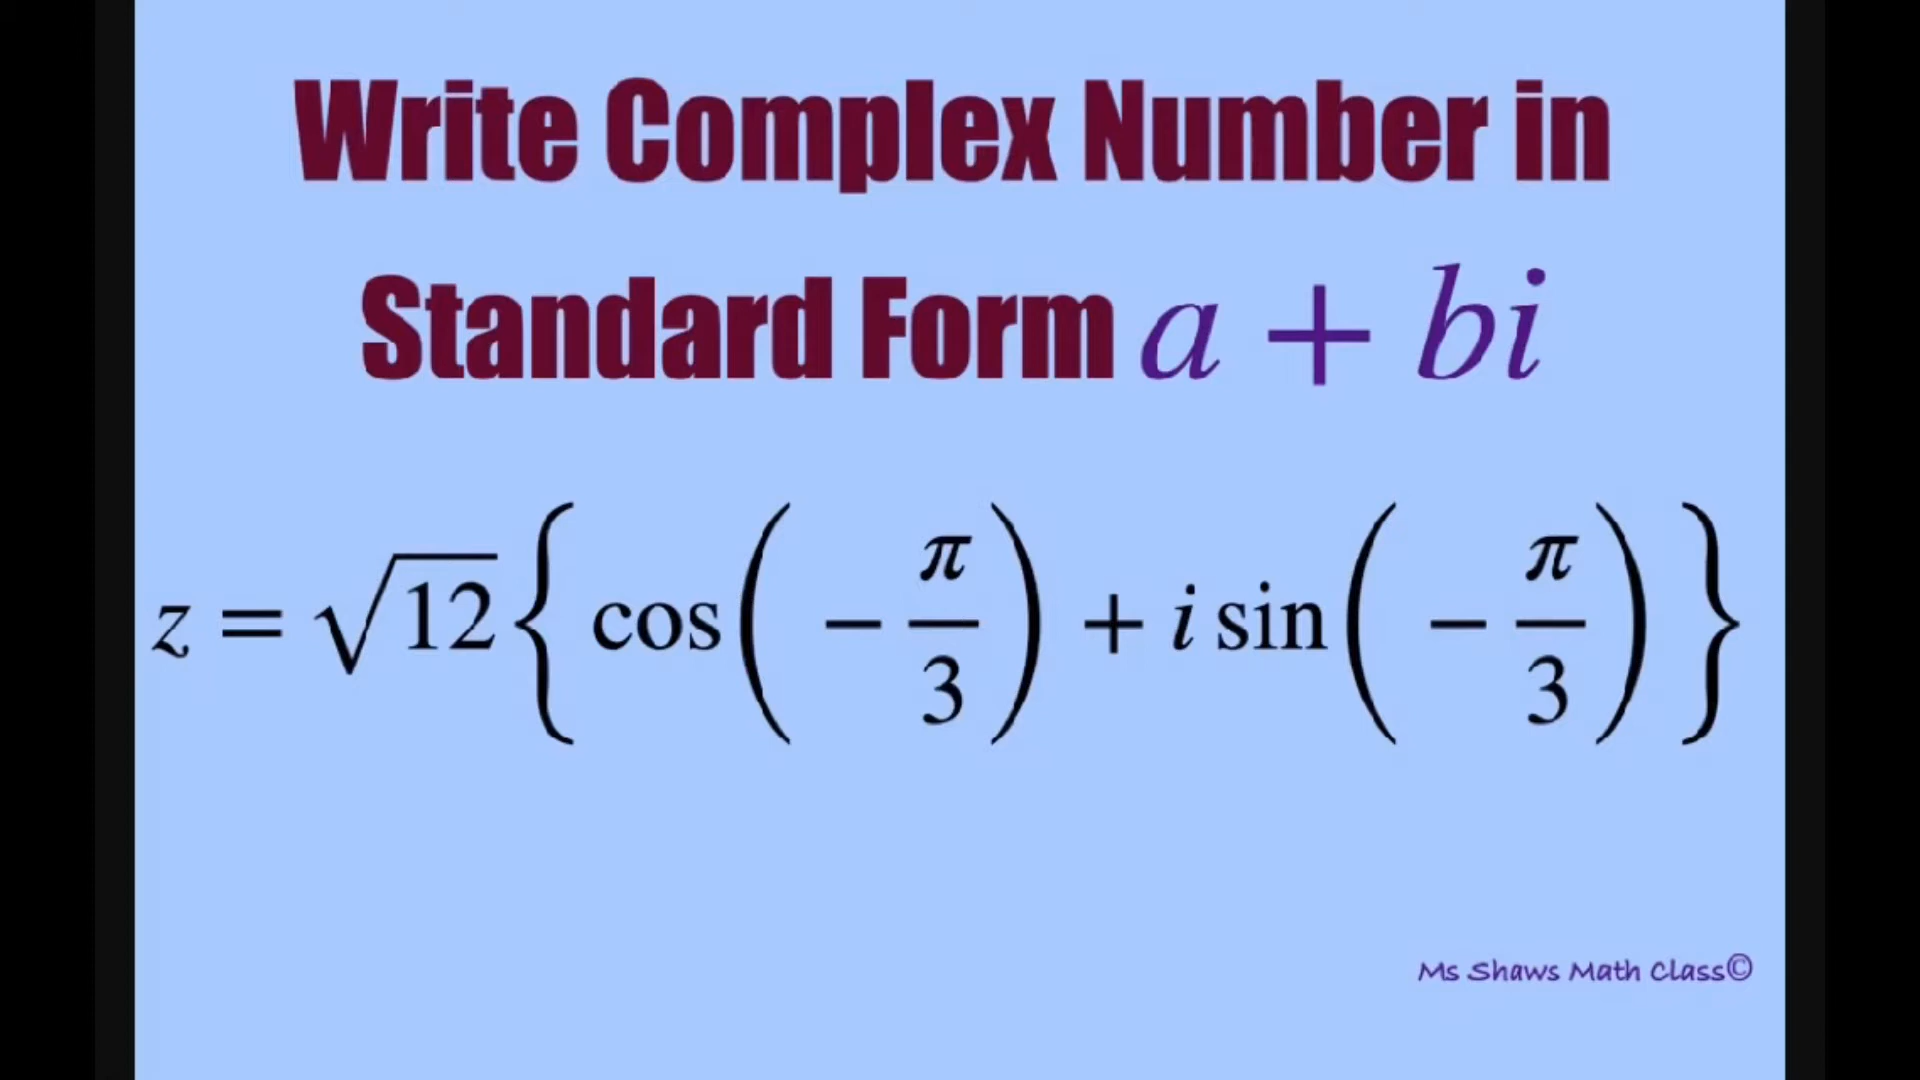 Write Complex Number in
Standard Form a + bi
z = √12{ cos( − π/3 ) + i sin( − π/3 ) }
Ms Shaws Math Class©